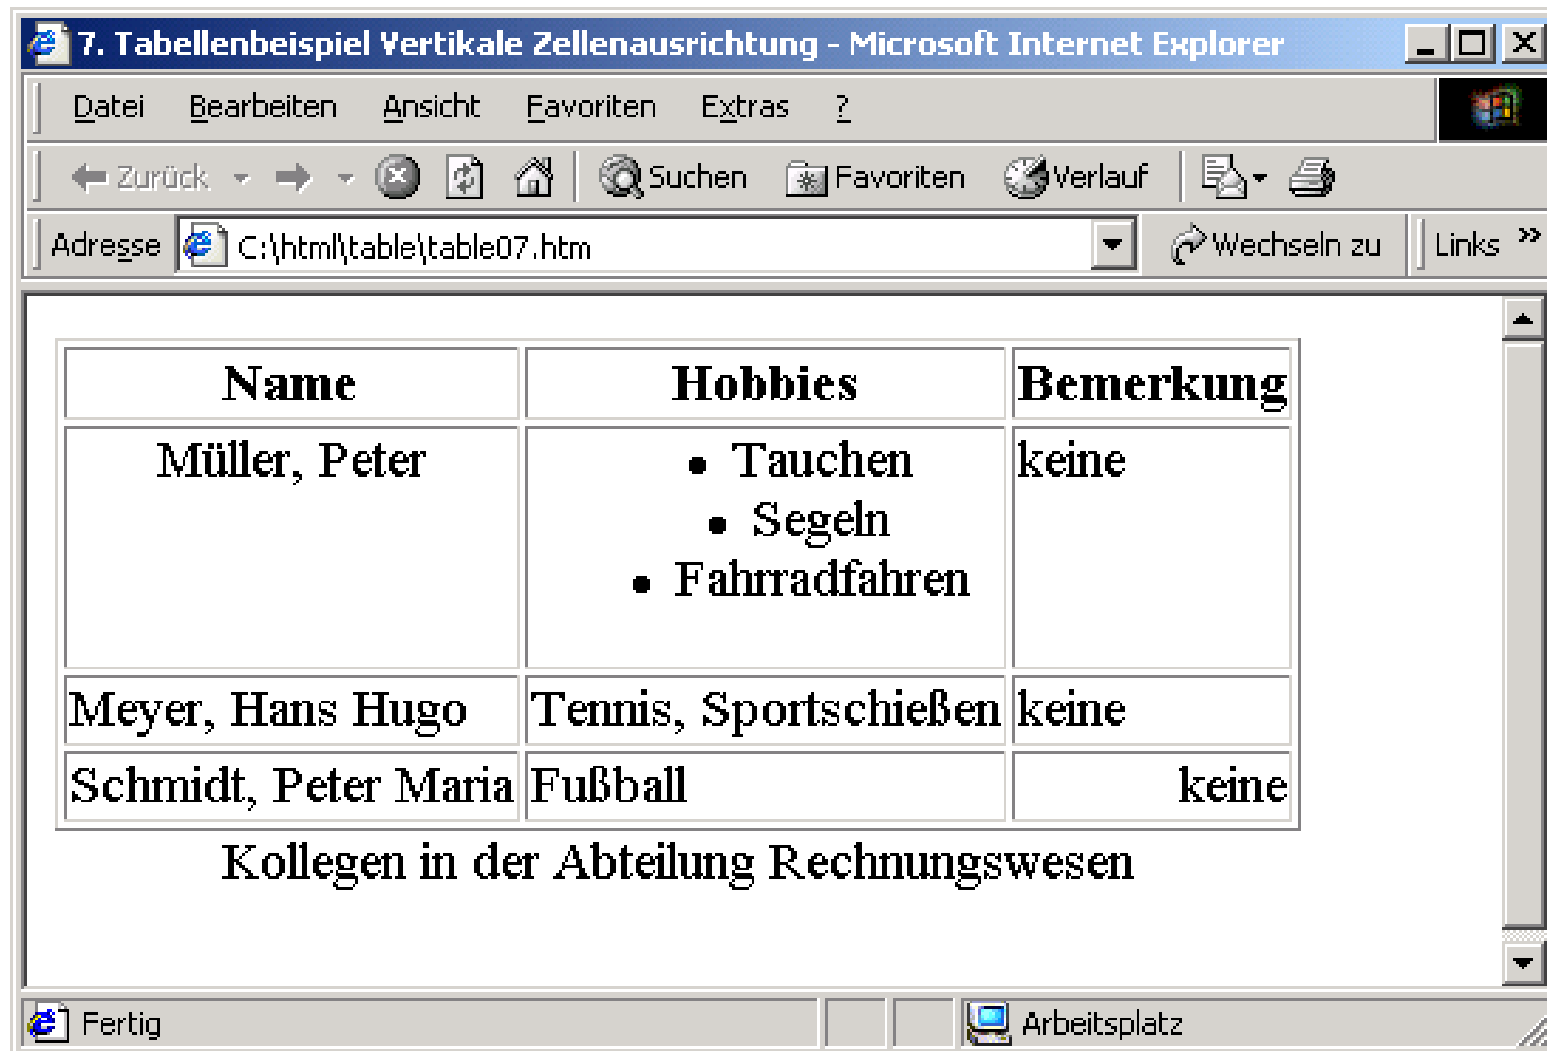 7. Tabellenbeispiel Vertikale Zellenausrichtung - Microsoft Internet Explorer
Datei Bearbeiten Ansicht Favoriten Extras ?
Zurück Suchen Favoriten Verlauf
Adresse C:\html\table\table07.htm Wechseln zu Links »
Name Hobbies Bemerkung
Müller, Peter • Tauchen keine
• Segeln
• Fahrradfahren
Meyer, Hans Hugo Tennis, Sportschießen keine
Schmidt, Peter Maria Fußball keine
Kollegen in der Abteilung Rechnungswesen
Fertig Arbeitsplatz